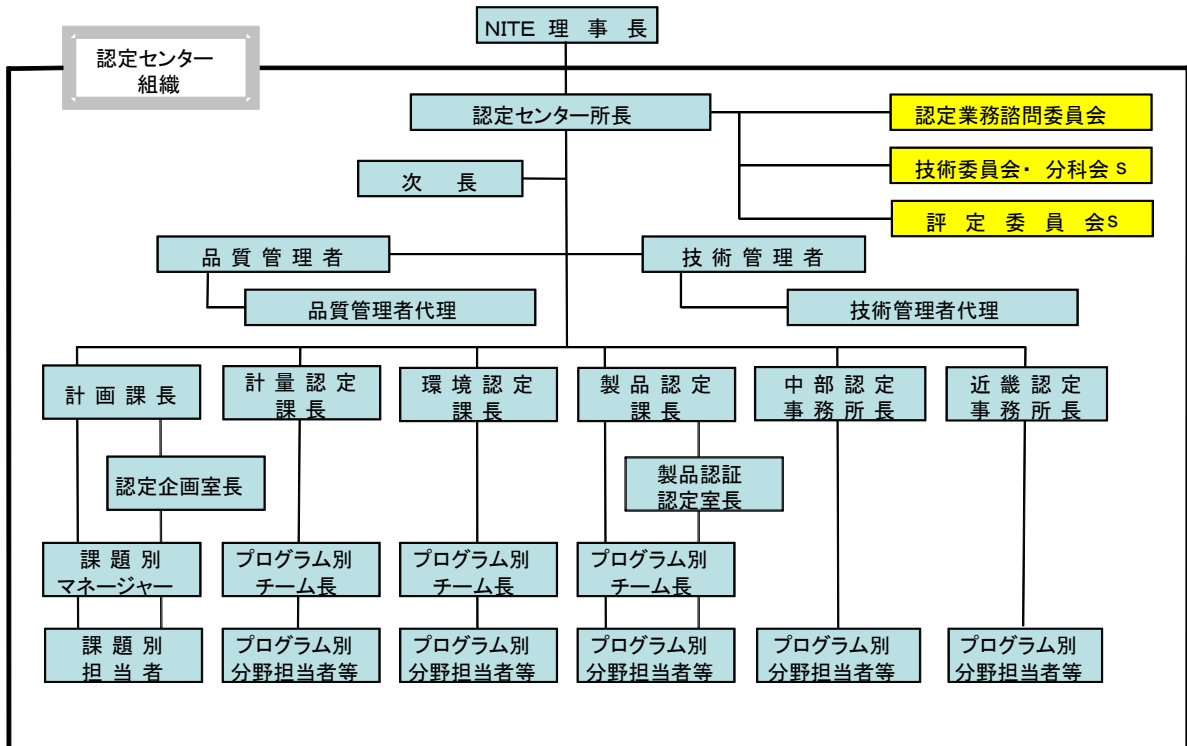 NITE 理 事 長
認定センター
組織
認定センター所長
認定業務諮問委員会
技術委員会・ 分科会 s
次 長
評 定 委 員 会s
品 質 管 理 者
技 術 管 理 者
品質管理者代理
技術管理者代理
計 画 課 長
計 量 認 定
課 長
環 境 認 定
課 長
製 品 認 定
課 長
中 部 認 定
事 務 所 長
近 畿 認 定
事 務 所 長
認定企画室長
製品認証
認定室長
課 題 別
マネージャー
プログラム別
チーム長
プログラム別
チーム長
プログラム別
チーム長
課 題 別
担 当 者
プログラム別
分野担当者等
プログラム別
分野担当者等
プログラム別
分野担当者等
プログラム別
分野担当者等
プログラム別
分野担当者等